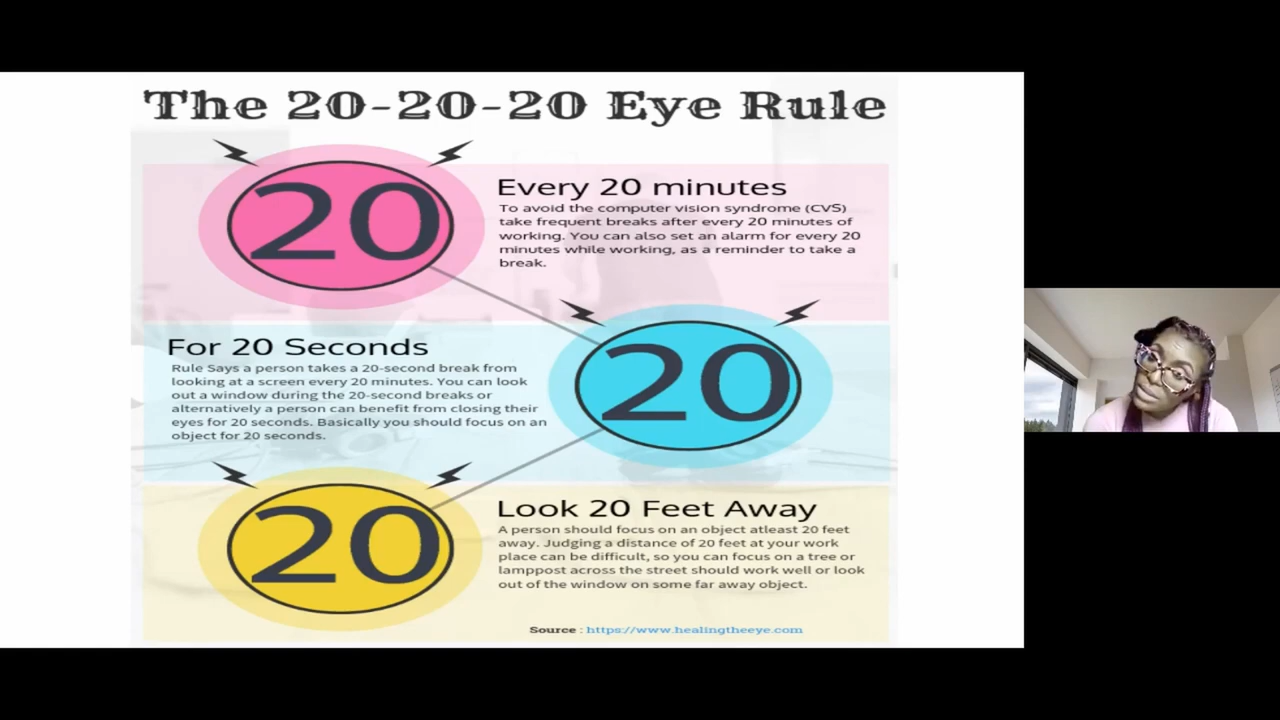 The 20-20-20 Eye Rule
20
Every 20 minutes
To avoid the computer vision syndrome (CVS)
take frequent breaks after every 20 minutes of
working. You can also set an alarm for every 20
minutes while working, as a reminder to take a
break.
For 20 Seconds
Rule Says a person takes a 20-second break from
looking at a screen every 20 minutes. You can look
out a window during the 20-second breaks or
alternatively a person can benefit from closing their
eyes for 20 seconds. Basically you should focus on an
object for 20 seconds.
20
20
Look 20 Feet Away
A person should focus on an object atleast 20 feet
away. Judging a distance of 20 feet at your work
place can be difficult, so you can focus on a tree or
lamppost across the street should work well or look
out of the window on some far away object.
Source : https://www.healingtheeye.com